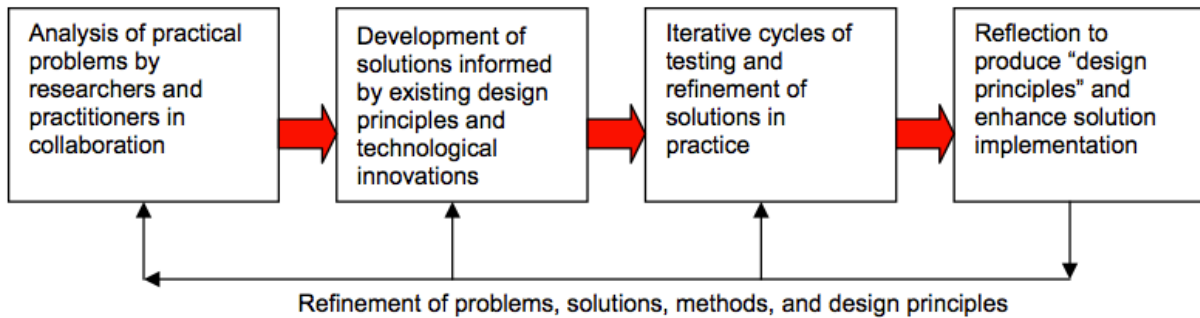 Analysis of practical
problems by
researchers and
practitioners in
collaboration
Development of
solutions informed
by existing design
principles and
technological
innovations
Iterative cycles of
testing and
refinement of
solutions in
practice
Reflection to
produce “design
principles” and
enhance solution
implementation
Refinement of problems, solutions, methods, and design principles